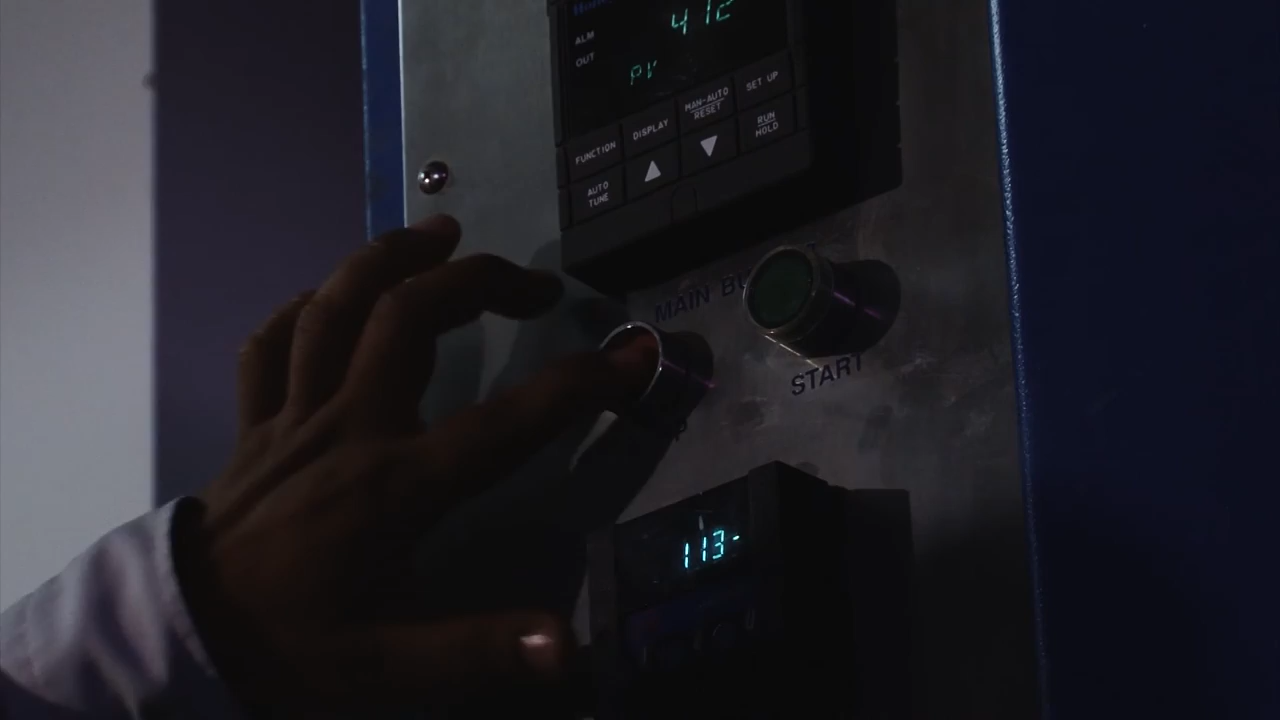 412
ALM
OUT
PV
FUNCTION
DISPLAY
MAN-AUTO
RESET
SET UP
AUTO
TUNE
RUN
HOLD
MAIN
START
113-